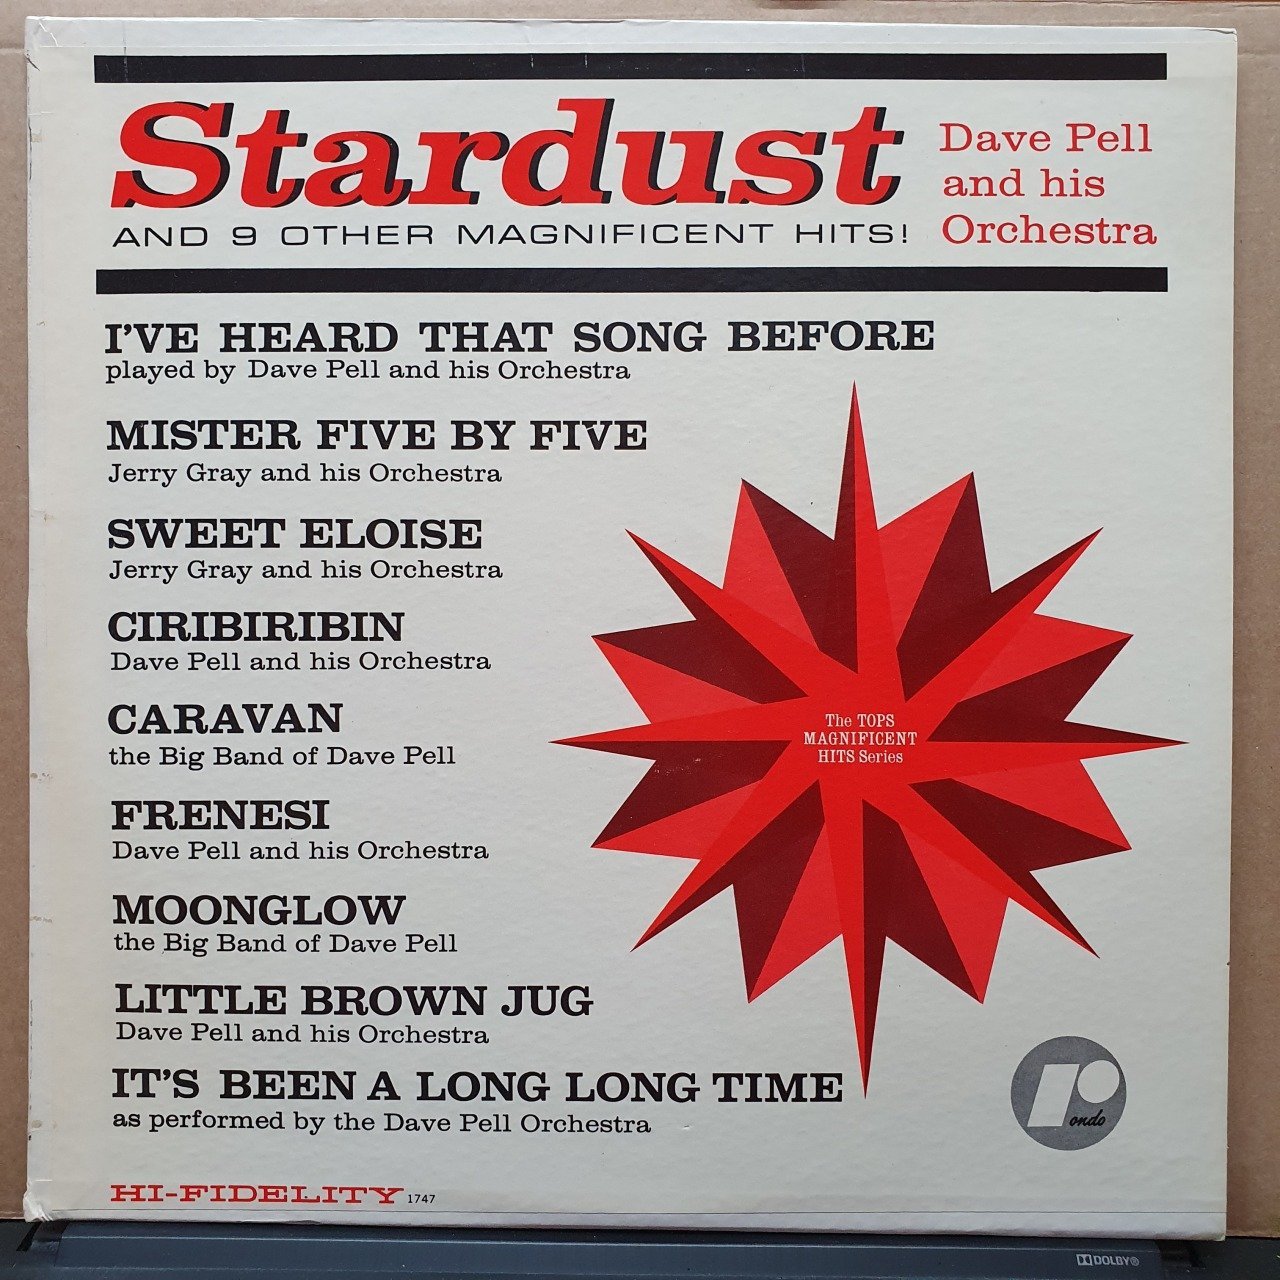 Stardust
AND 9 OTHER MAGNIFICENT HITS!
Dave Pell
and his
Orchestra
I'VE HEARD THAT SONG BEFORE
played by Dave Pell and his Orchestra
MISTER FIVE BY FIVE
Jerry Gray and his Orchestra
SWEET ELOISE
Jerry Gray and his Orchestra
CIRIBIRIBIN
Dave Pell and his Orchestra
CARAVAN
the Big Band of Dave Pell
FRENESI
Dave Pell and his Orchestra
MOONGLOW
the Big Band of Dave Pell
LITTLE BROWN JUG
Dave Pell and his Orchestra
IT'S BEEN A LONG LONG TIME
as performed by the Dave Pell Orchestra
The TOPS
MAGNIFICENT
HITS Series
Rondo
HI-FIDELITY 1747
DOLBY®